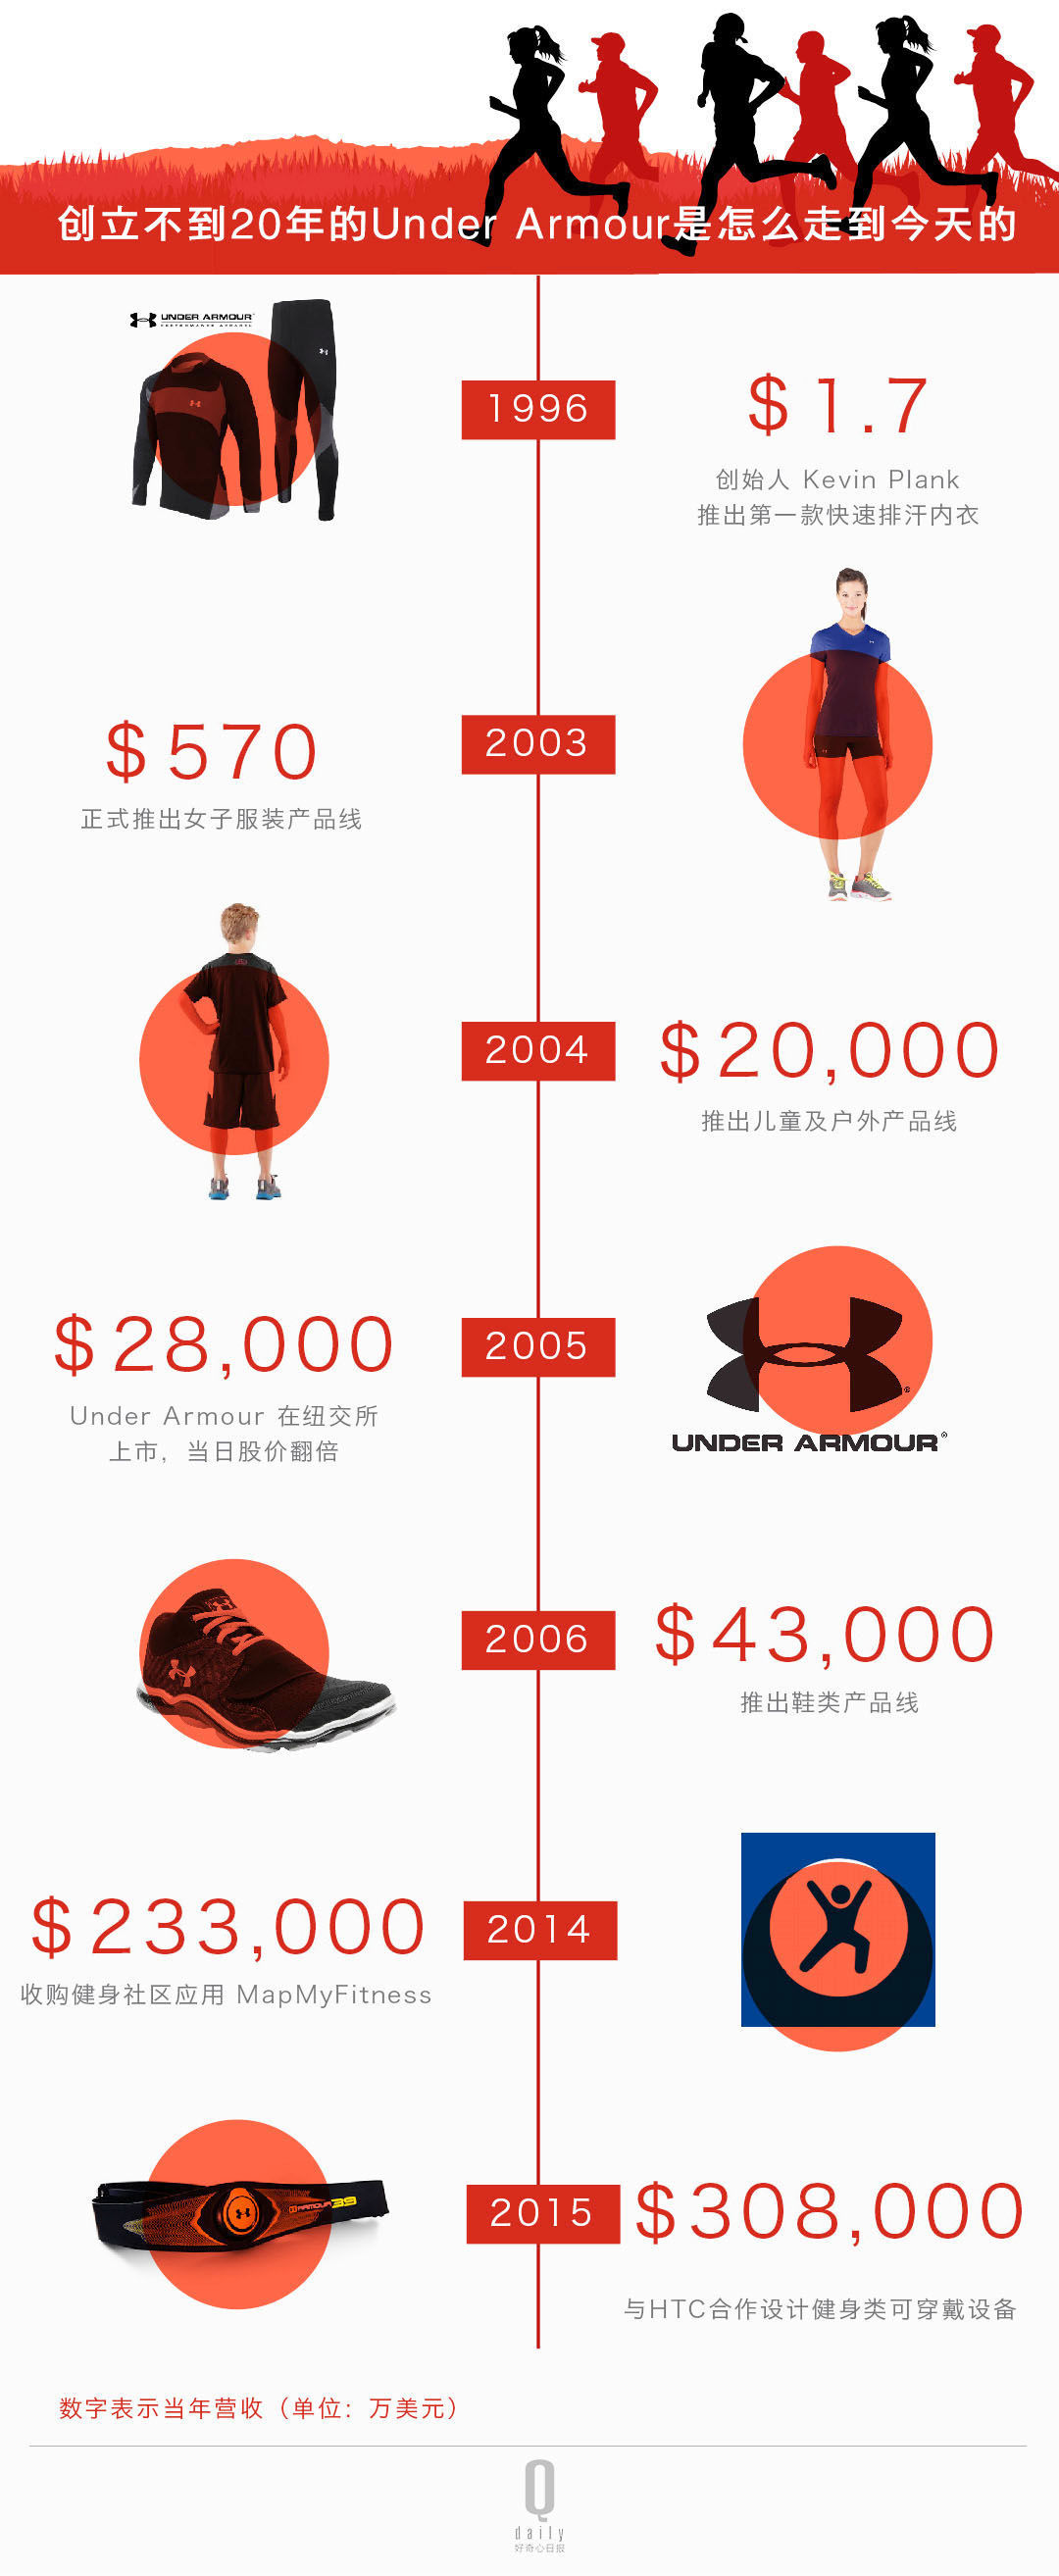 创立不到20年的Under Armour是怎么走到今天的
UNDER ARMOUR
PERFORMANCE APPAREL
1996
$1.7
创始人 Kevin Plank
推出第一款快速排汗内衣
$570
2003
正式推出女子服装产品线
2004
$20,000
推出儿童及户外产品线
$28,000
2005
Under Armour 在纽交所
上市，当日股价翻倍
UNDER ARMOUR®
2006
$43,000
推出鞋类产品线
$233,000
2014
收购健身社区应用 MapMyFitness
ARMOUR39
2015
$308,000
与HTC合作设计健身类可穿戴设备
数字表示当年营收（单位：万美元）
Q
daily
好奇心日报